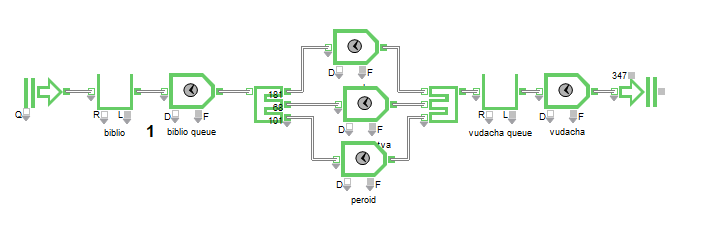 D F
347
181
Q R L D F 68 D F R L D F
biblio 1 biblio queue 101 tva vudacha queue vudacha
D F
peroid